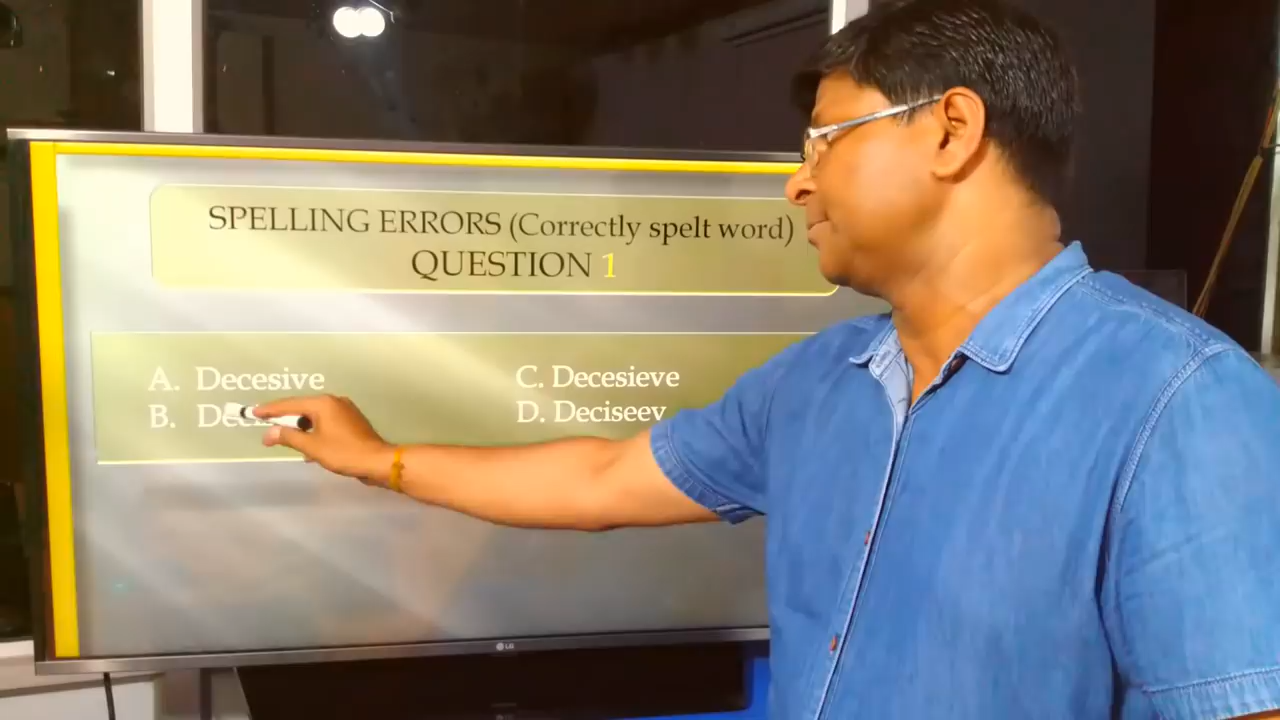 SPELLING ERRORS (Correctly spelt word)
QUESTION 1
A. Decesive
C. Decesieve
B.
D. Deciseev
LG